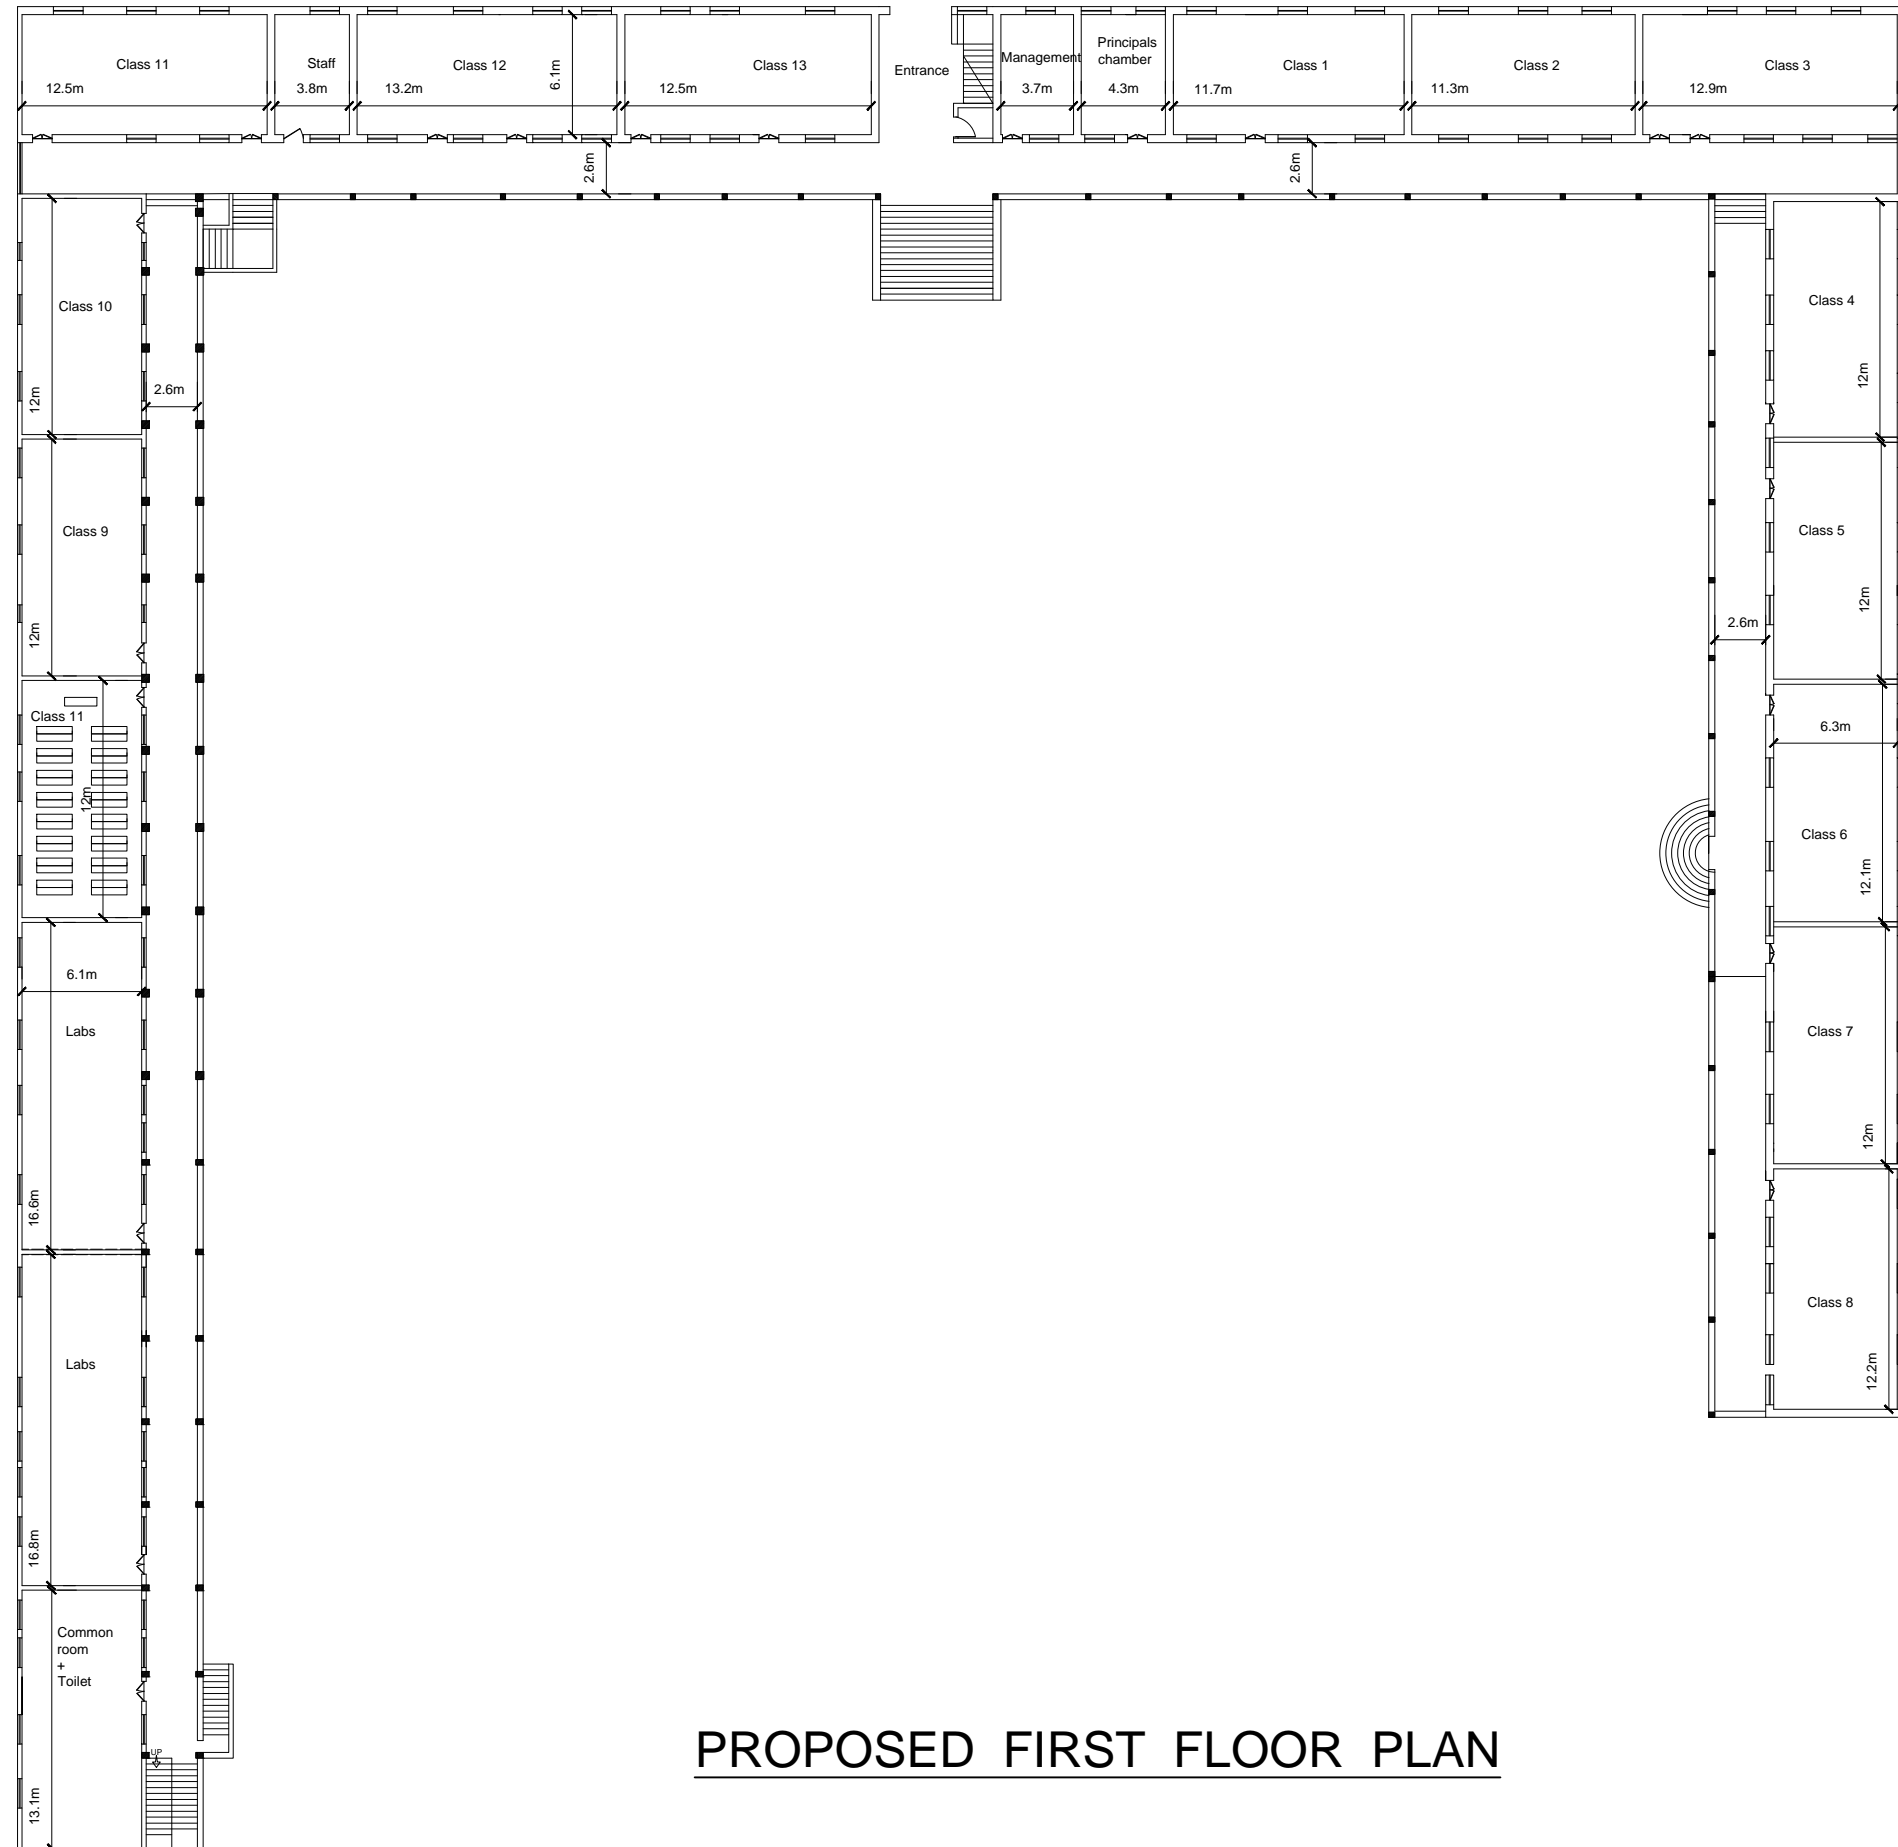 Class 11
Staff
Class 12
6.1m
Class 13
Entrance
Management
Principals
chamber
Class 1
Class 2
Class 3
12.5m
3.8m
13.2m
12.5m
3.7m
4.3m
11.7m
11.3m
12.9m
2.6m
2.6m
Class 10
12m
2.6m
Class 4
12m
Class 9
12m
Class 5
12m
2.6m
Class 11
12m
6.3m
Class 6
12.1m
6.1m
Labs
16.6m
Class 7
12m
Labs
16.8m
Class 8
12.2m
Common
room
+
Toilet
13.1m
UP
PROPOSED FIRST FLOOR PLAN